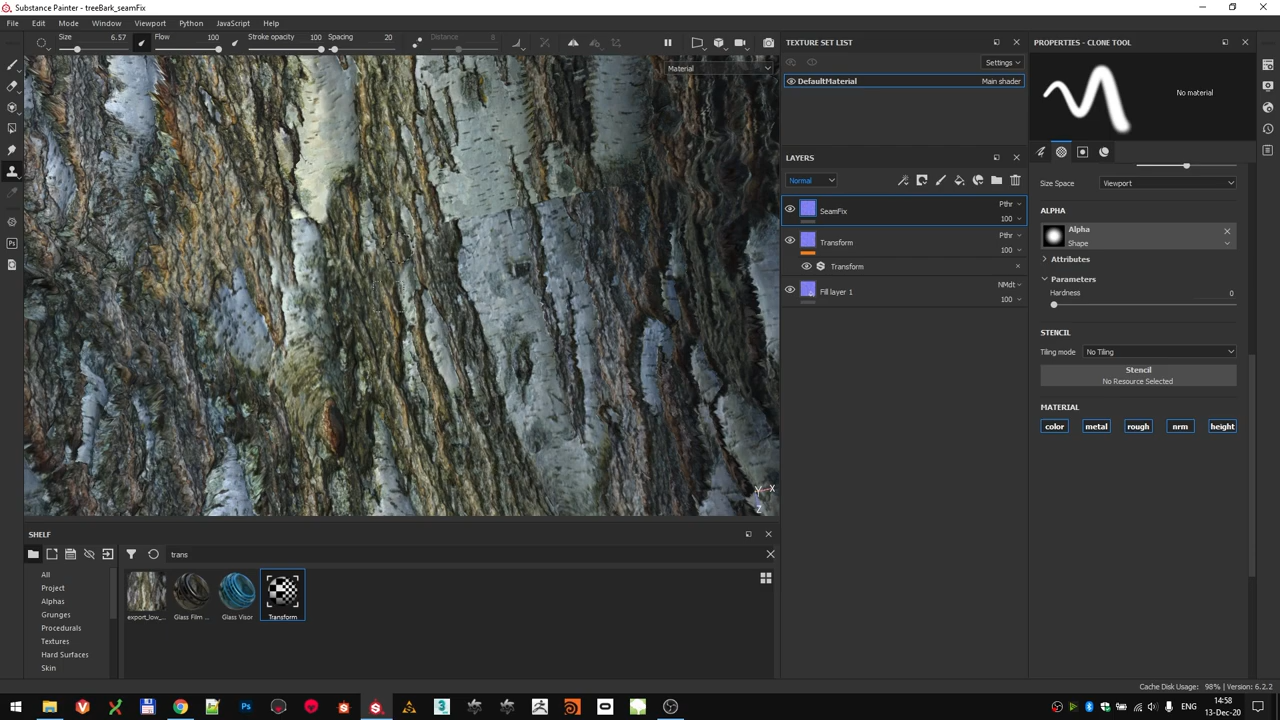 Substance Painter - treeBark_seamFix
File Edit Mode Window Viewport Python JavaScript Help
Size 6.57 Flow 100 Stroke opacity 100 Spacing 20 Distance 8
Material
TEXTURE SET LIST
Settings
DefaultMaterial Main shader
LAYERS
Normal
SeamFix Pthr 100
Transform Pthr 100
Transform
Fill layer 1 NMdt 100
PROPERTIES - CLONE TOOL
No material
Size Space Viewport
ALPHA
Alpha
Shape
Attributes
Parameters
Hardness 0
STENCIL
Tiling mode No Tiling
Stencil
No Resource Selected
MATERIAL
color metal rough nrm height
Y X
Z
SHELF
trans
All
Project
Alphas
Grunges
Procedurals
Textures
Hard Surfaces
Skin
export_low_... Glass Film ... Glass Visor Transform
Cache Disk Usage: 98% | Version: 6.2.2
ENG
14:58
13-Dec-20